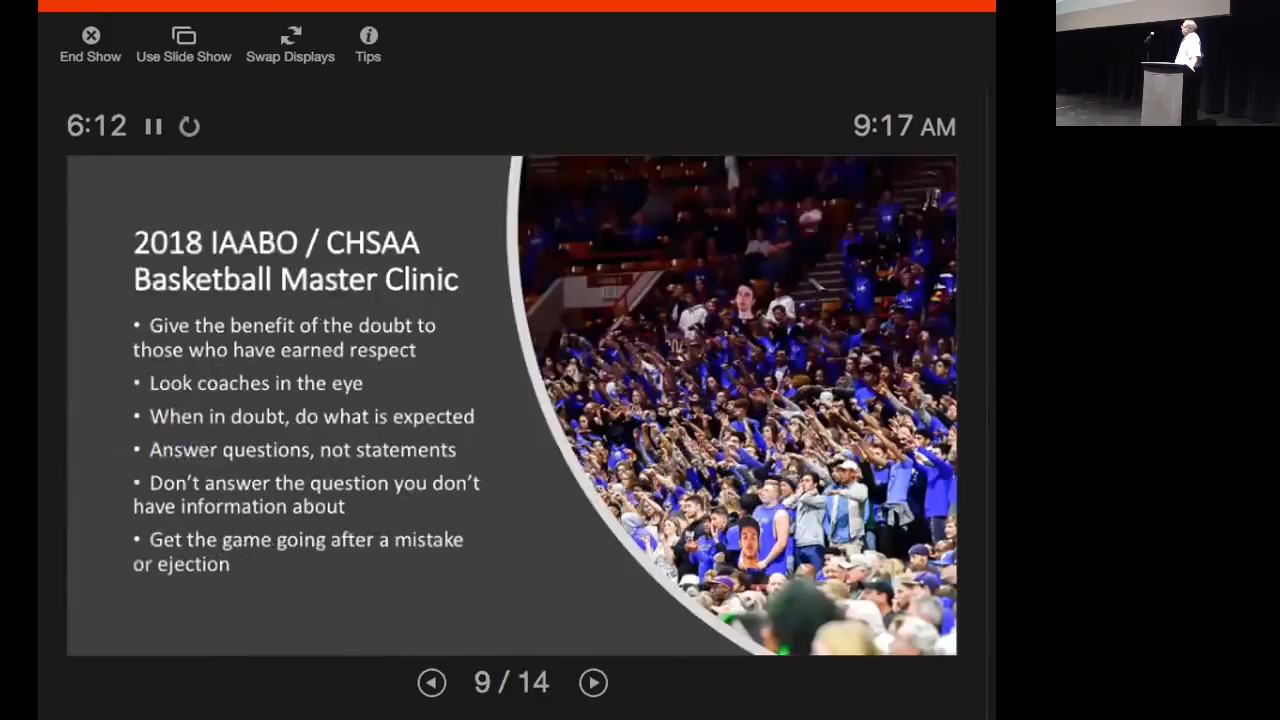 End Show
Use Slide Show
Swap Displays
Tips
6:12
9:17 AM
2018 IAABO / CHSAA
Basketball Master Clinic
• Give the benefit of the doubt to
those who have earned respect
• Look coaches in the eye
• When in doubt, do what is expected
• Answer questions, not statements
• Don't answer the question you don't
have information about
• Get the game going after a mistake
or ejection
9 / 14